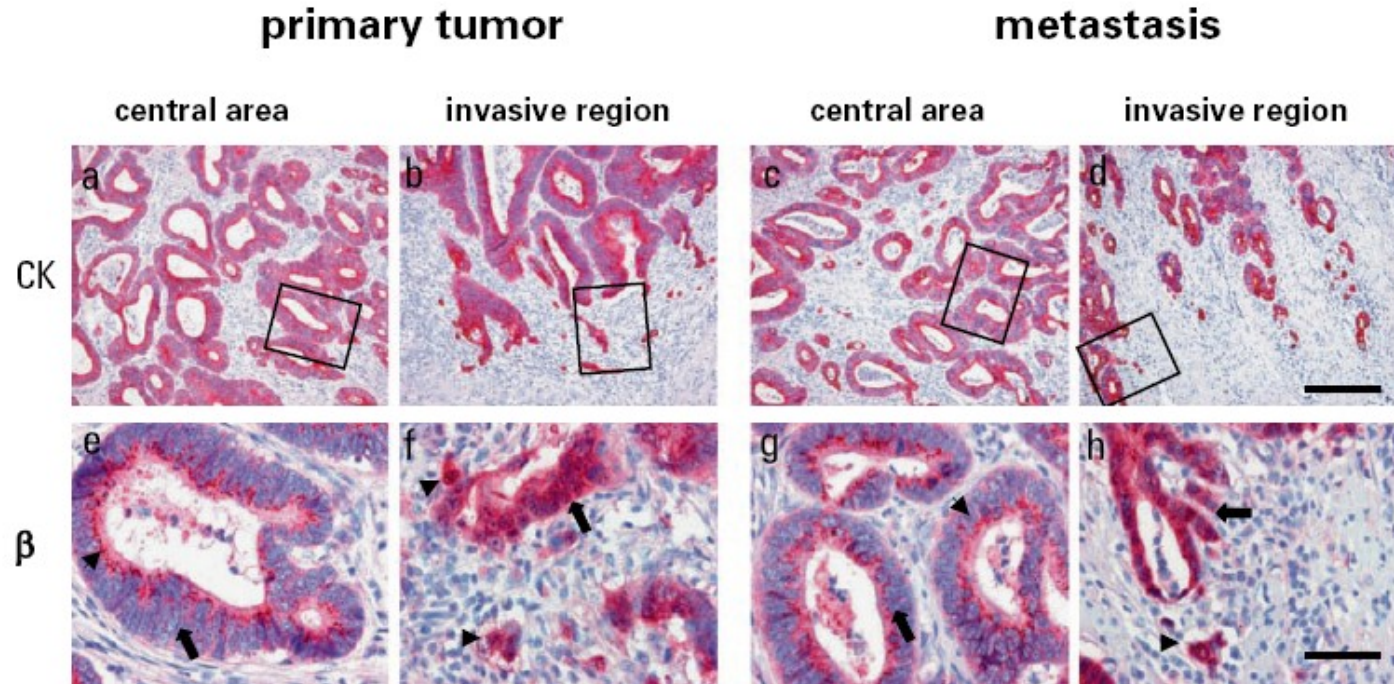 primary tumor metastasis
central area invasive region central area invasive region
CK a b c d
β e f g h